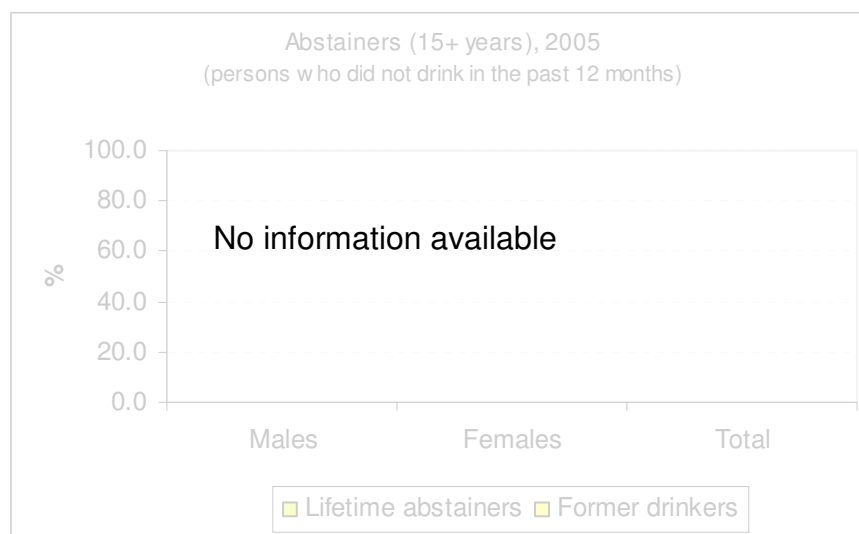 Abstainers (15+ years), 2005
(persons who did not drink in the past 12 months)
100.0
80.0
No information available
60.0
%
40.0
20.0
0.0
Males Females Total
Lifetime abstainers Former drinkers